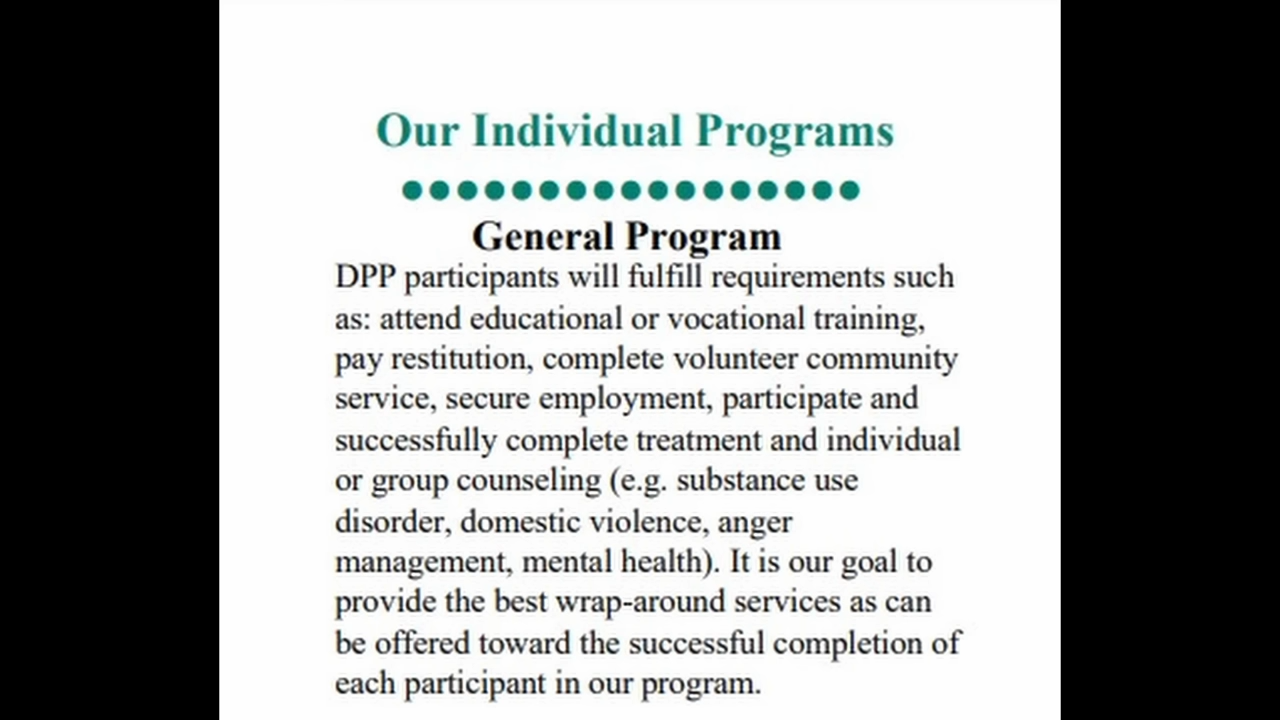 Our Individual Programs
General Program
DPP participants will fulfill requirements such
as: attend educational or vocational training,
pay restitution, complete volunteer community
service, secure employment, participate and
successfully complete treatment and individual
or group counseling (e.g. substance use
disorder, domestic violence, anger
management, mental health). It is our goal to
provide the best wrap-around services as can
be offered toward the successful completion of
each participant in our program.